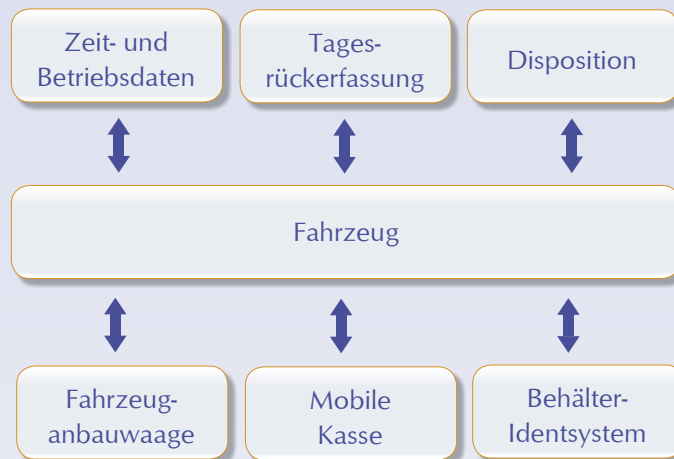 Zeit- und
Betriebsdaten
Tages-
rückerfassung
Disposition
Fahrzeug
Fahrzeug-
anbauwaage
Mobile
Kasse
Behälter-
Identsystem